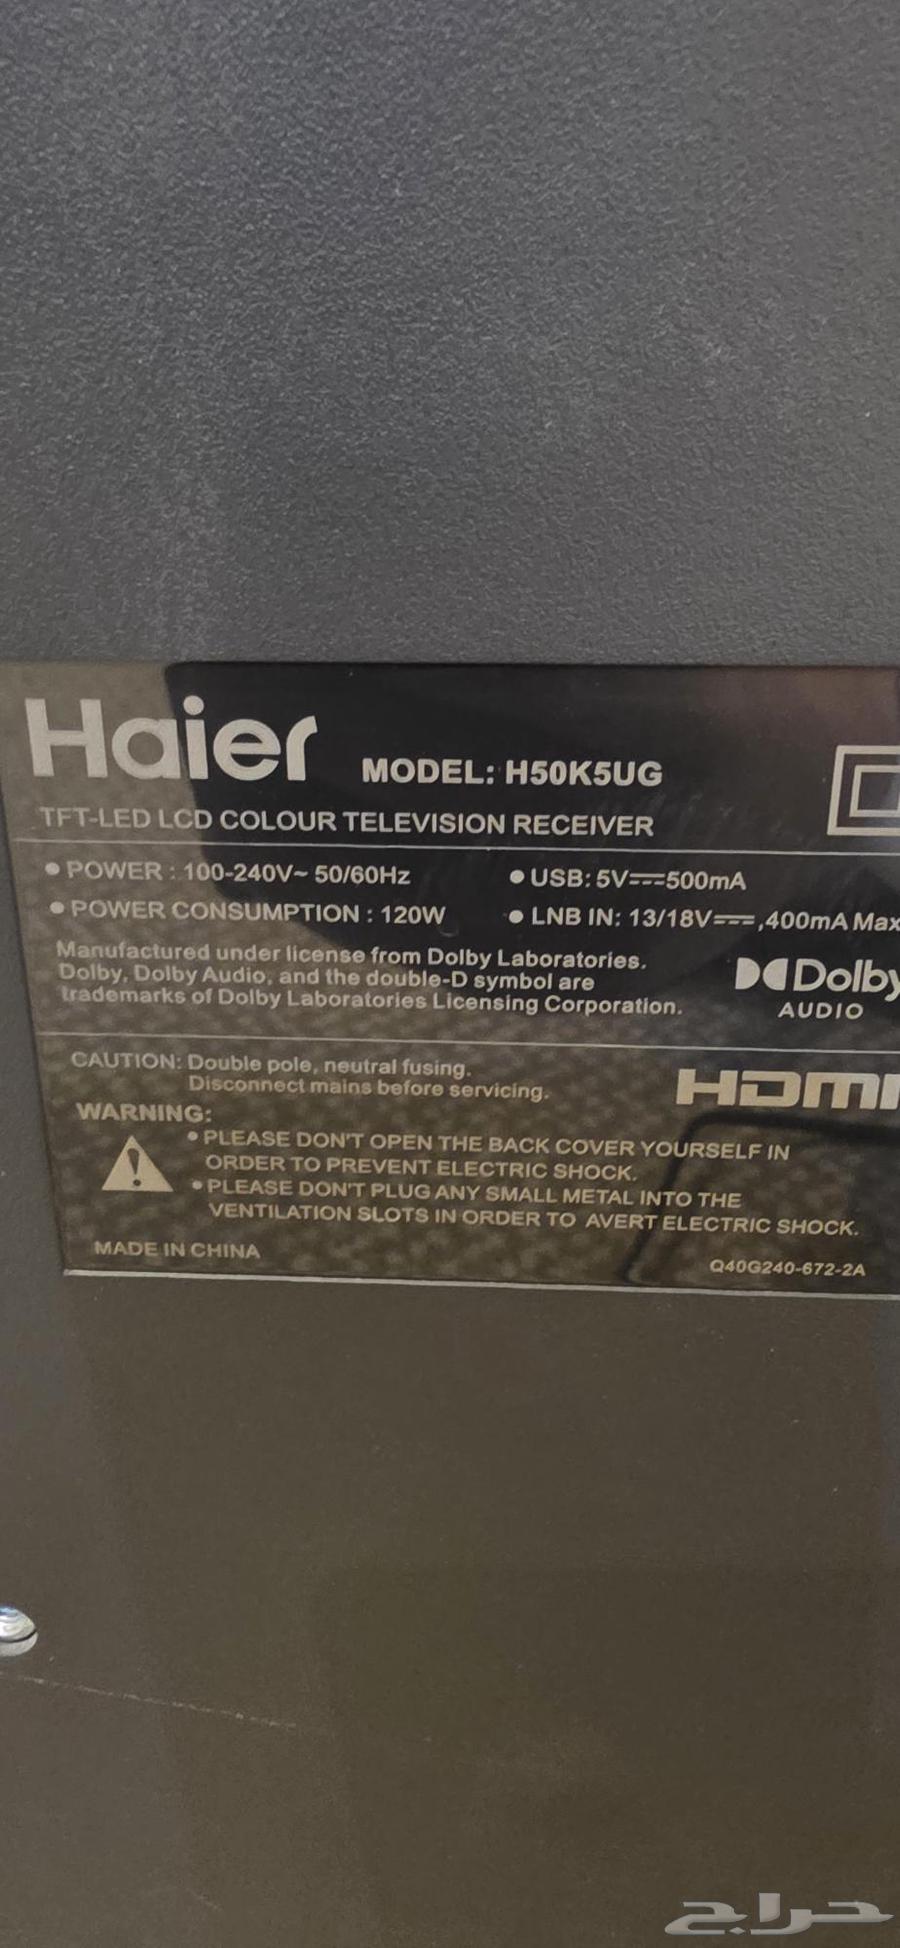 Haier MODEL: H50K5UG
TFT-LED LCD COLOUR TELEVISION RECEIVER
● POWER : 100-240V~ 50/60Hz ● USB: 5V⎓500mA
● POWER CONSUMPTION : 120W ● LNB IN: 13/18V⎓,400mA Max
Manufactured under license from Dolby Laboratories.
Dolby, Dolby Audio, and the double-D symbol are
trademarks of Dolby Laboratories Licensing Corporation.
Dolby
AUDIO
CAUTION: Double pole, neutral fusing.
Disconnect mains before servicing.
HDMI
WARNING:
● PLEASE DON'T OPEN THE BACK COVER YOURSELF IN
ORDER TO PREVENT ELECTRIC SHOCK.
● PLEASE DON'T PLUG ANY SMALL METAL INTO THE
VENTILATION SLOTS IN ORDER TO AVERT ELECTRIC SHOCK.
MADE IN CHINA
Q40G240-672-2A
حراج